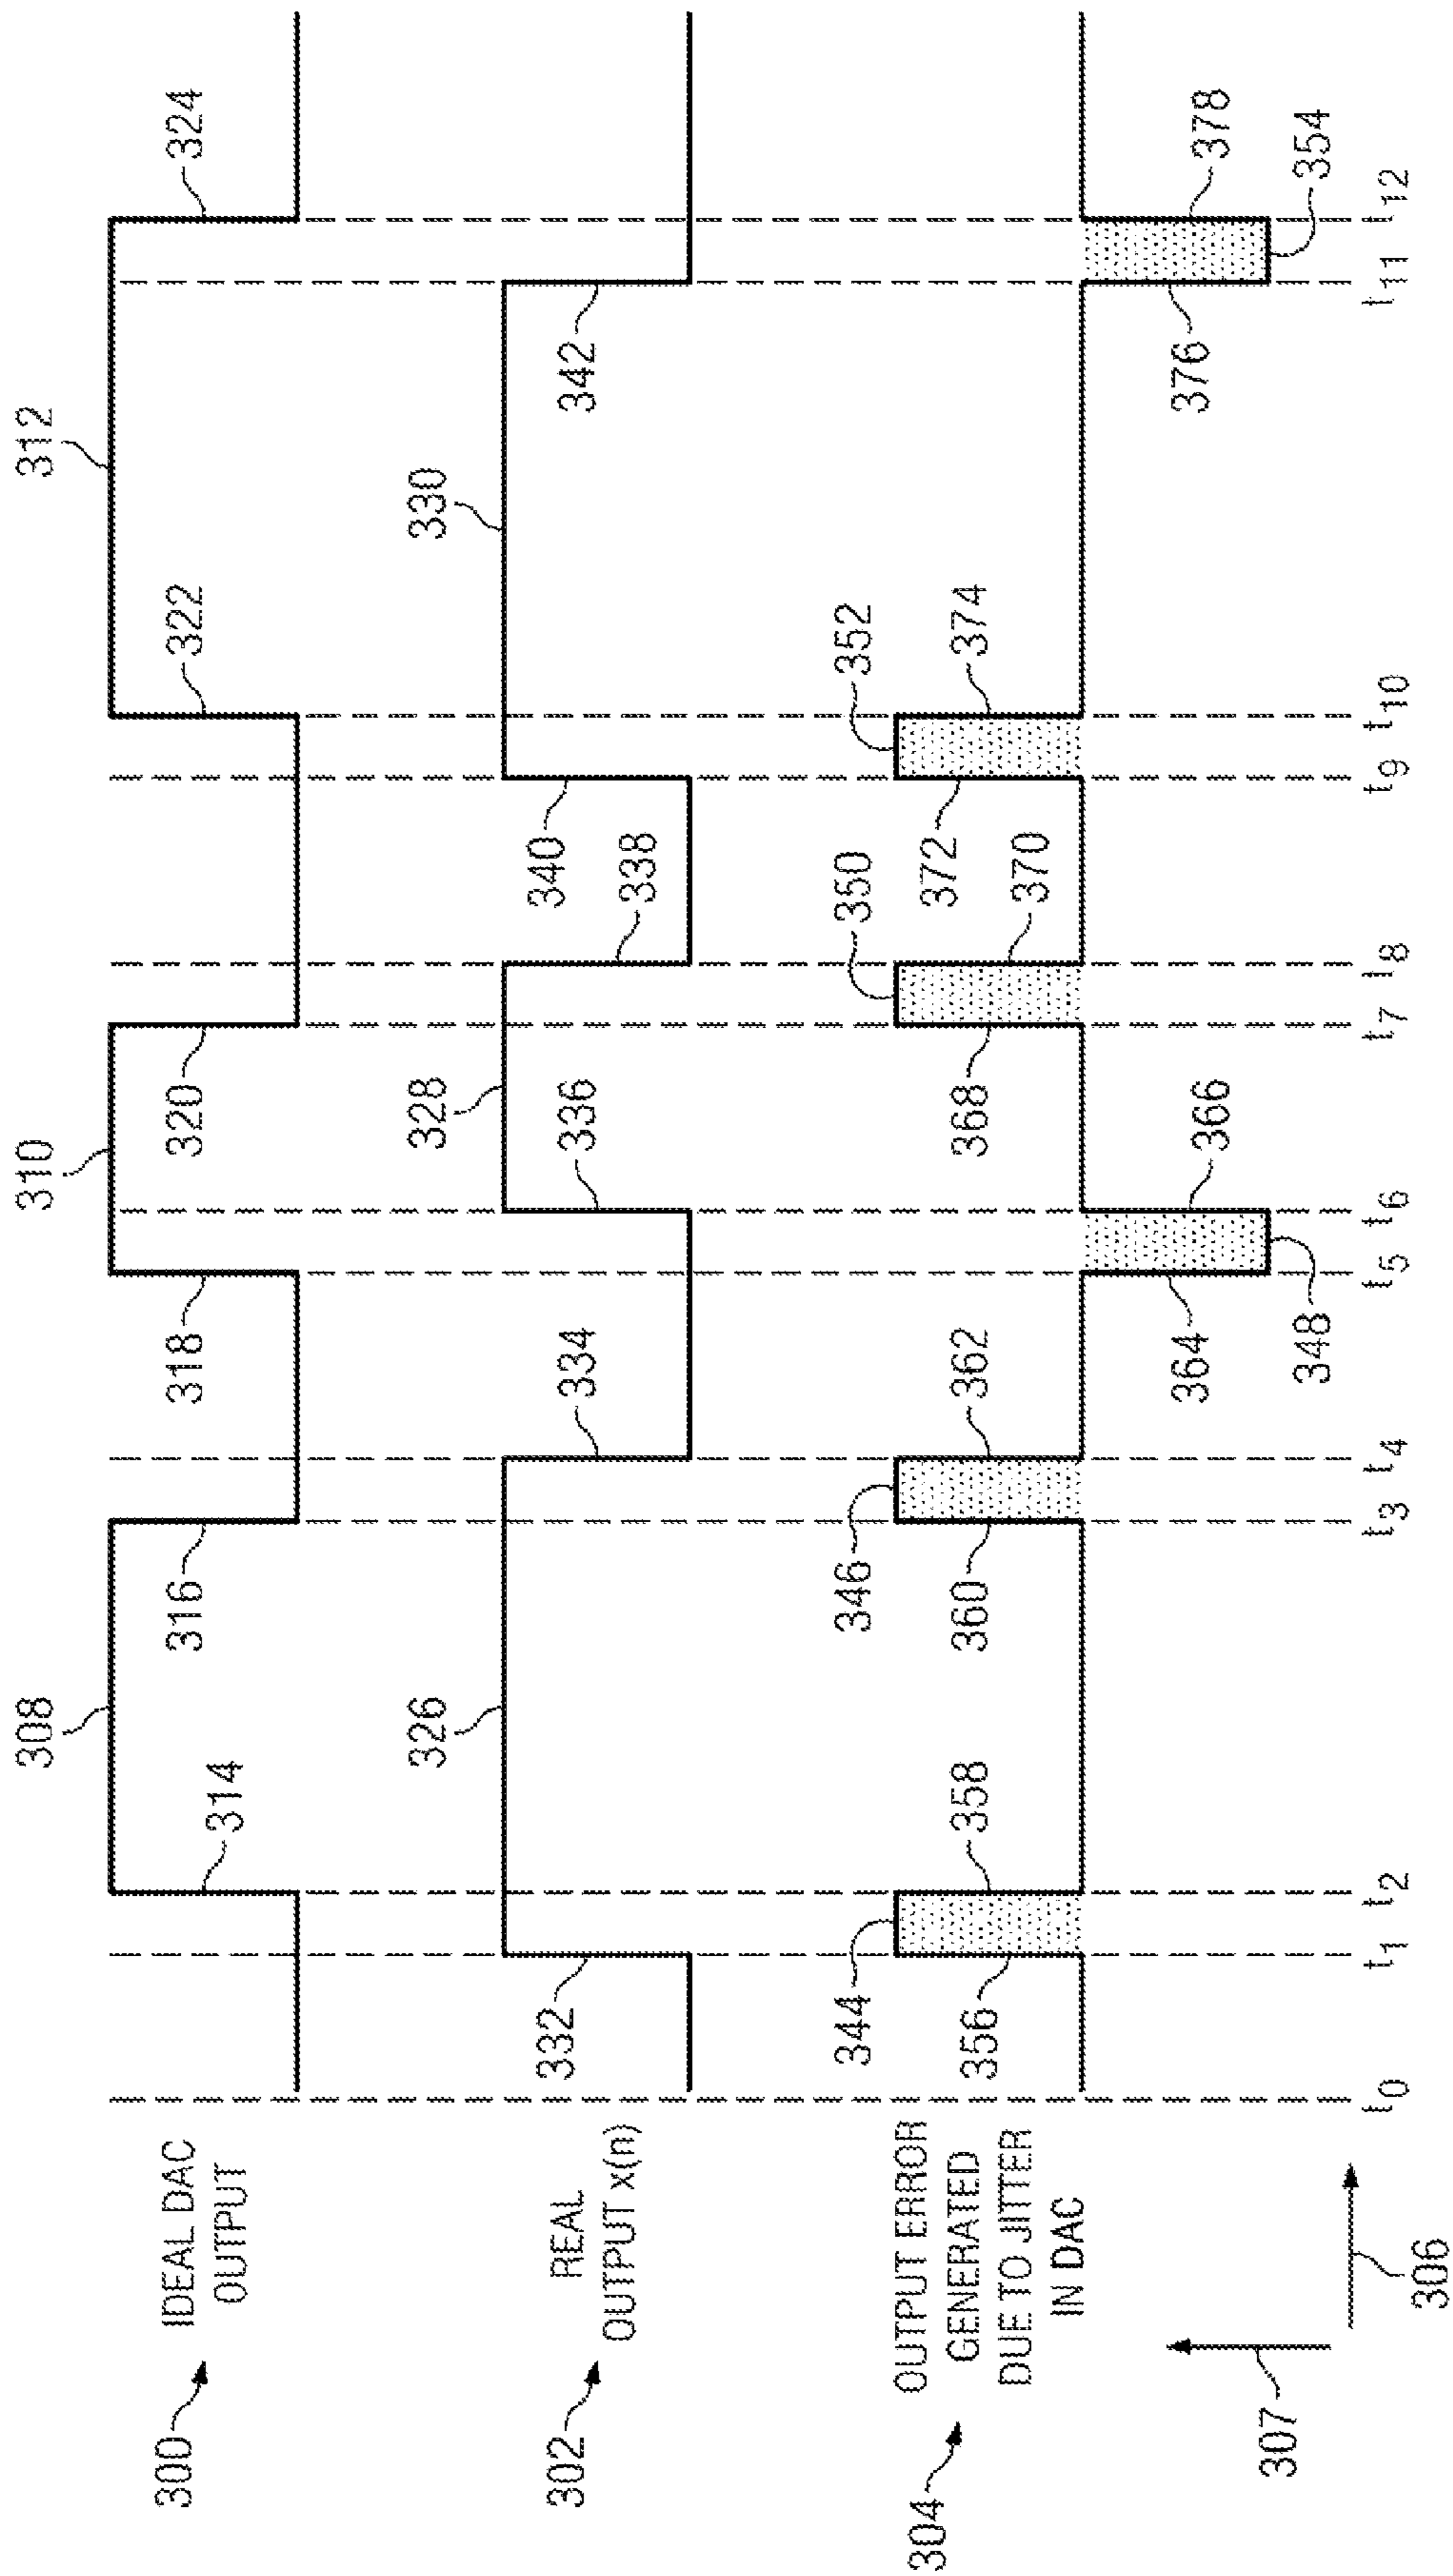 300
IDEAL DAC
OUTPUT
308
314
316
318
310
320
322
312
324
302
REAL
OUTPUT x(n)
332
326
334
336
328
338
340
330
342
304
OUTPUT ERROR
GENERATED
DUE TO JITTER
IN DAC
344
356
358
346
360
362
364
348
366
350
368
370
352
372
374
376
378
354
307
306
t0
t1
t2
t3
t4
t5
t6
t7
t8
t9
t10
t11
t12